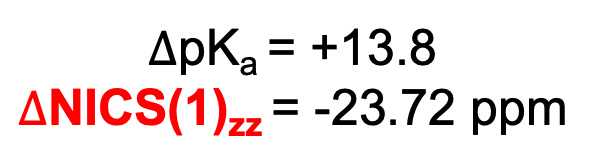 ΔpKₐ = +13.8
ΔNICS(1)zz = -23.72 ppm